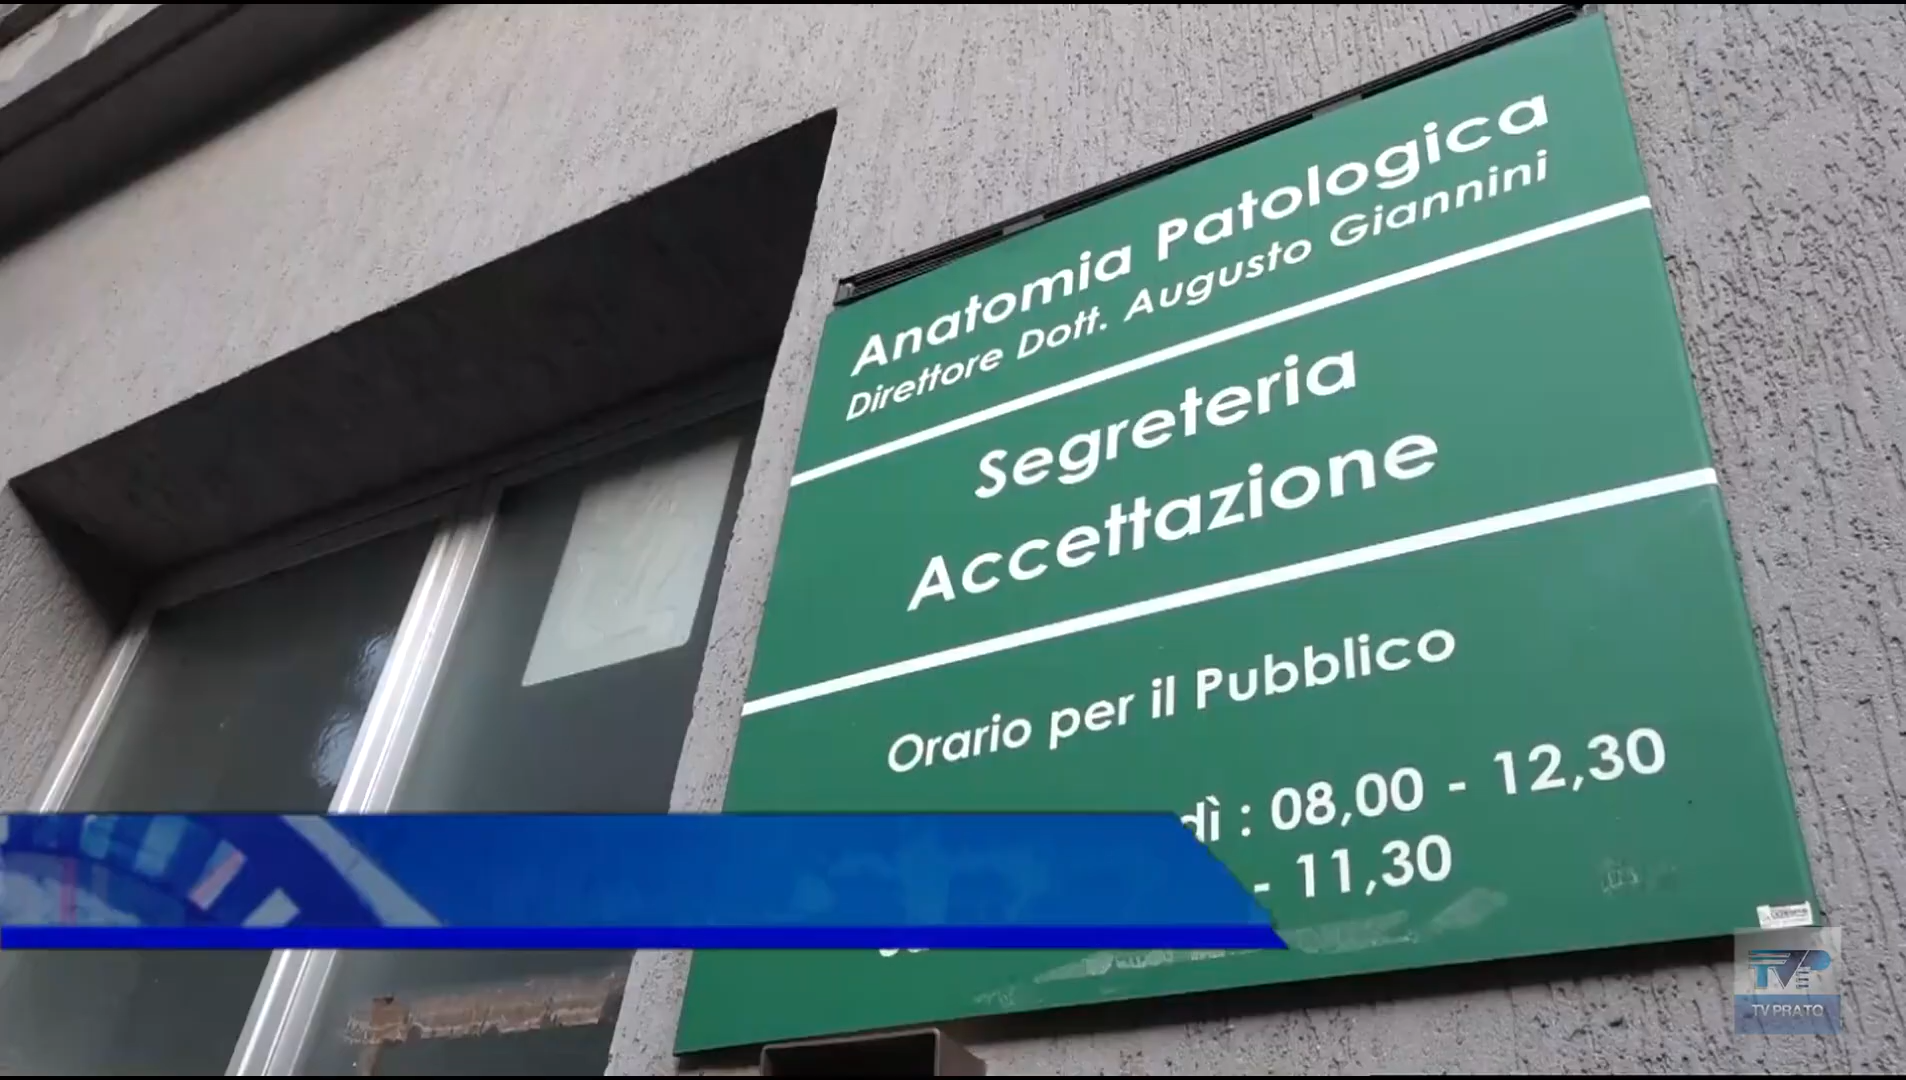 Anatomia Patologica
Direttore Dott. Augusto Giannini
Segreteria
Accettazione
Orario per il Pubblico
dì : 08,00 - 12,30
- 11,30
TV PRATO